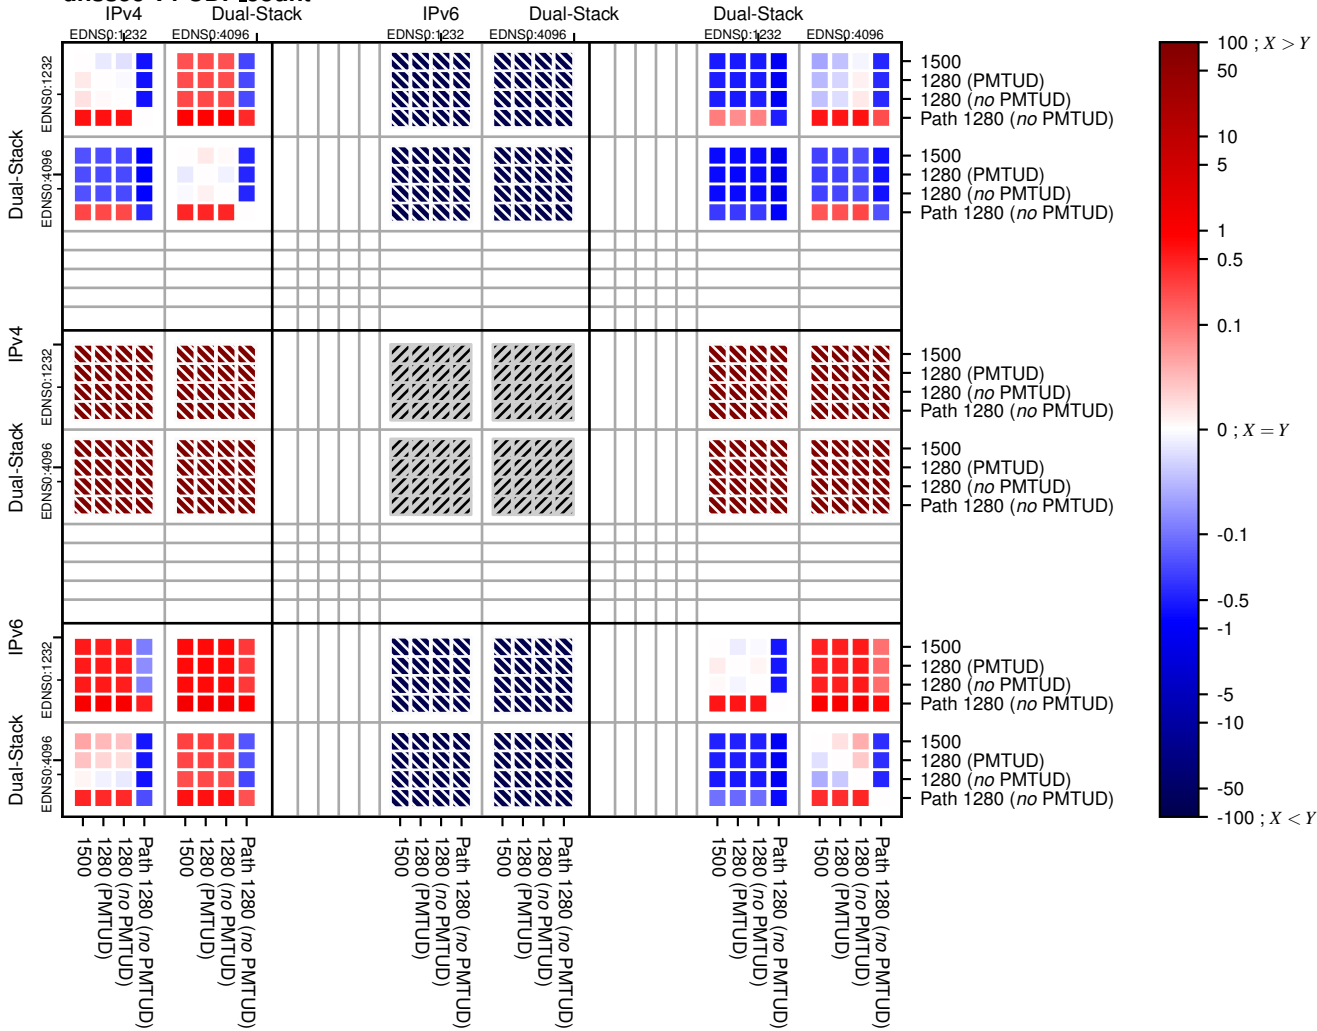 IPv4 Dual-Stack IPv6 Dual-Stack Dual-Stack
EDNS0:1232 EDNS0:4096 EDNS0:1232 EDNS0:4096 EDNS0:1232 EDNS0:4096
Dual-Stack
EDNS0:1232
1500
1280 (PMTUD)
1280 (no PMTUD)
Path 1280 (no PMTUD)
EDNS0:4096
1500
1280 (PMTUD)
1280 (no PMTUD)
Path 1280 (no PMTUD)
IPv4
Dual-Stack
EDNS0:1232
1500
1280 (PMTUD)
1280 (no PMTUD)
Path 1280 (no PMTUD)
EDNS0:4096
1500
1280 (PMTUD)
1280 (no PMTUD)
Path 1280 (no PMTUD)
IPv6
Dual-Stack
EDNS0:1232
1500
1280 (PMTUD)
1280 (no PMTUD)
Path 1280 (no PMTUD)
EDNS0:4096
1500
1280 (PMTUD)
1280 (no PMTUD)
Path 1280 (no PMTUD)
1500
1280 (PMTUD)
1280 (no PMTUD)
Path 1280 (no PMTUD)
1500
1280 (PMTUD)
1280 (no PMTUD)
Path 1280 (no PMTUD)
1500
1280 (PMTUD)
1280 (no PMTUD)
Path 1280 (no PMTUD)
1500
1280 (PMTUD)
1280 (no PMTUD)
Path 1280 (no PMTUD)
1500
1280 (PMTUD)
1280 (no PMTUD)
Path 1280 (no PMTUD)
1500
1280 (PMTUD)
1280 (no PMTUD)
Path 1280 (no PMTUD)
100 ; X > Y
50
10
5
1
0.5
0.1
0 ; X = Y
-0.1
-0.5
-1
-5
-10
-50
-100 ; X < Y